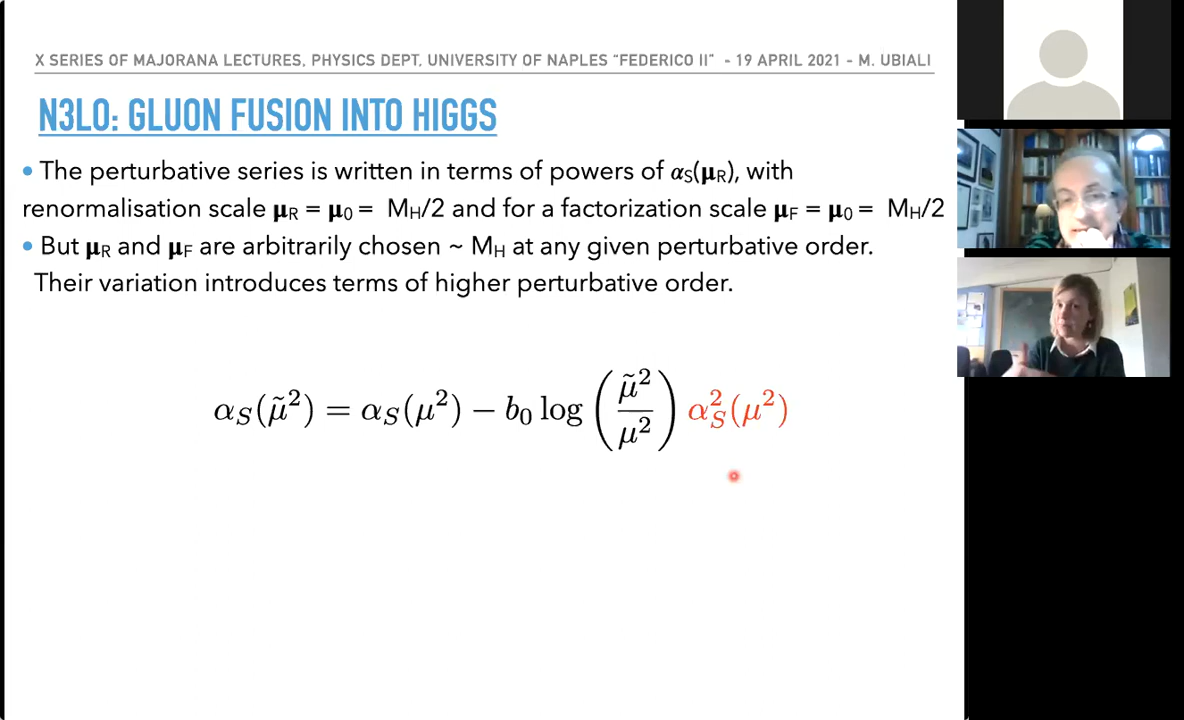 X SERIES OF MAJORANA LECTURES, PHYSICS DEPT, UNIVERSITY OF NAPLES "FEDERICO II" - 19 APRIL 2021 - M. UBIALI
N3LO: GLUON FUSION INTO HIGGS
• The perturbative series is written in terms of powers of αS(μR), with
renormalisation scale μR = μ0 = MH/2 and for a factorization scale μF = μ0 = MH/2
• But μR and μF are arbitrarily chosen ~ MH at any given perturbative order.
Their variation introduces terms of higher perturbative order.
α_S(μ̃²) = α_S(μ²) − b₀ log (μ̃²/μ²) α_S²(μ²)